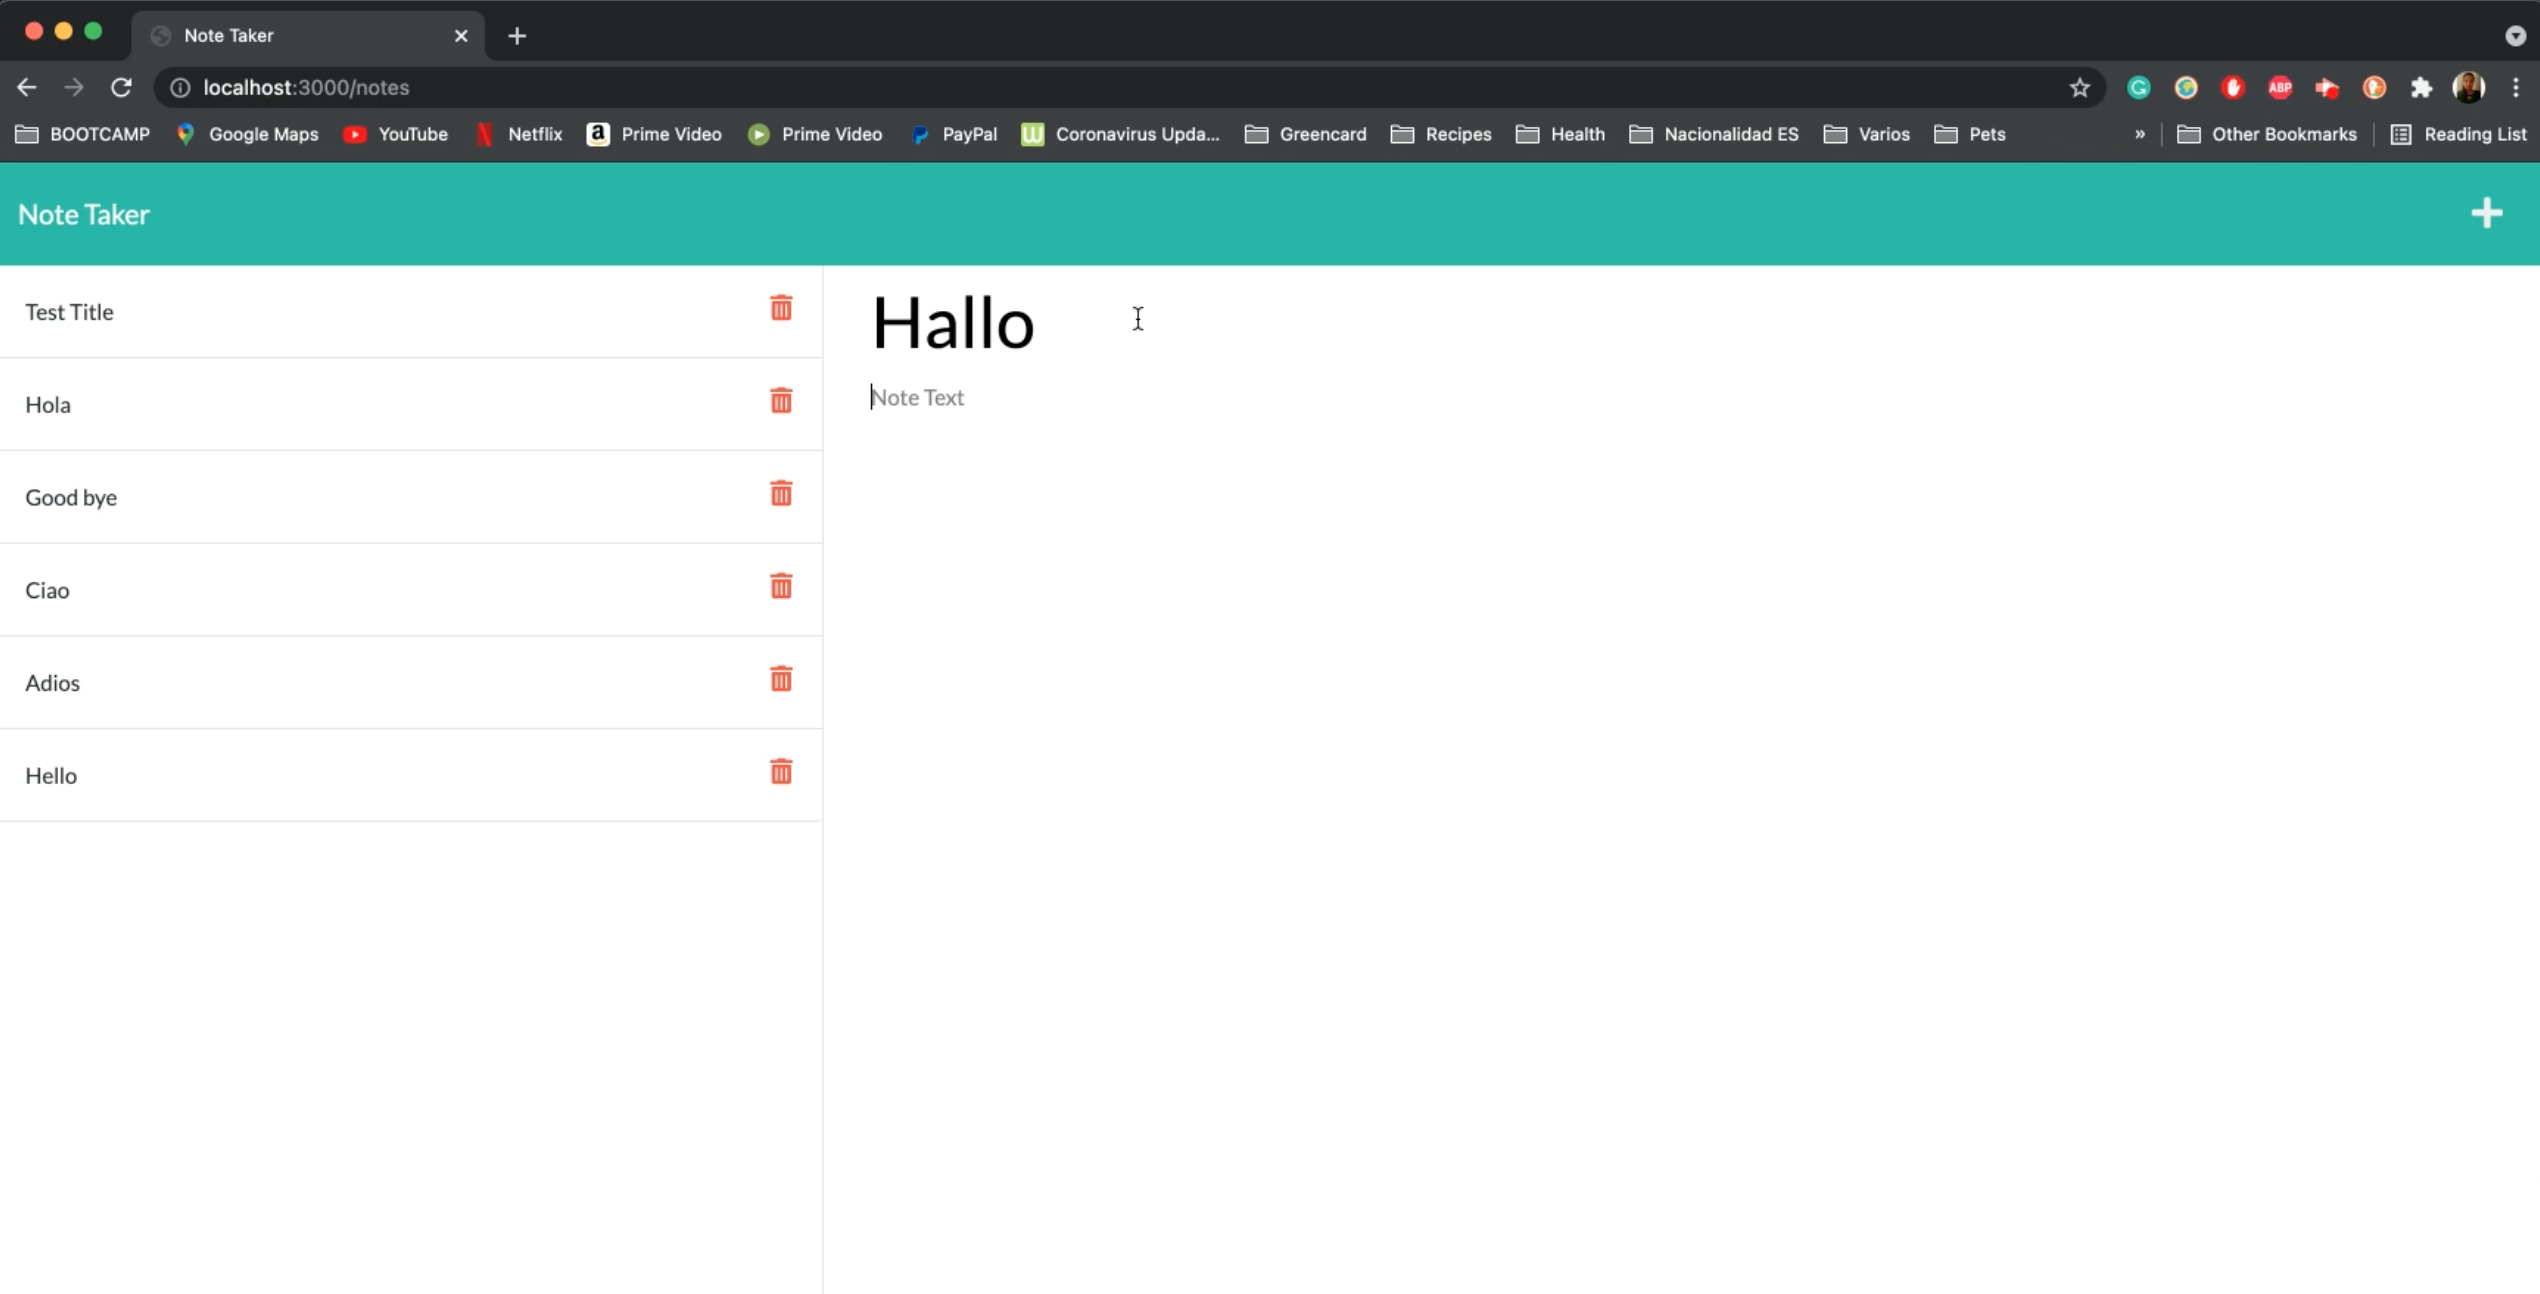 Note Taker
localhost:3000/notes
ABP
BOOTCAMP Google Maps YouTube Netflix Prime Video Prime Video PayPal Coronavirus Upda... Greencard Recipes Health Nacionalidad ES Varios Pets » Other Bookmarks Reading List
Note Taker
Test Title
Hola
Good bye
Ciao
Adios
Hello
Hallo
Note Text